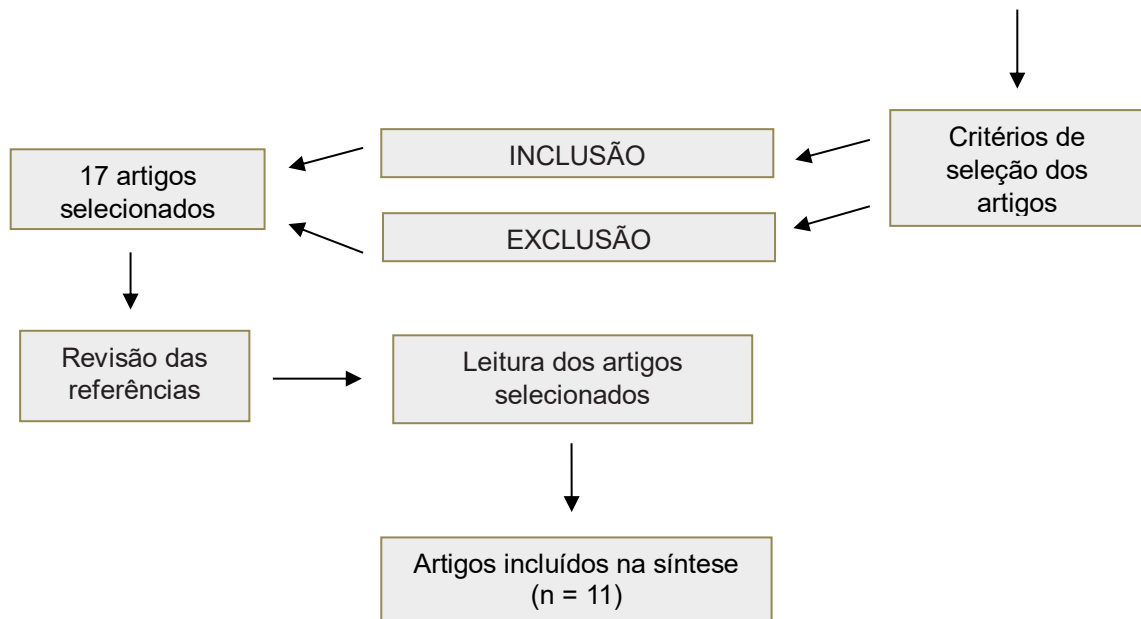 Critérios de
seleção dos
artigos
INCLUSÃO
EXCLUSÃO
17 artigos
selecionados
Revisão das
referências
Leitura dos artigos
selecionados
Artigos incluídos na síntese
(n = 11)